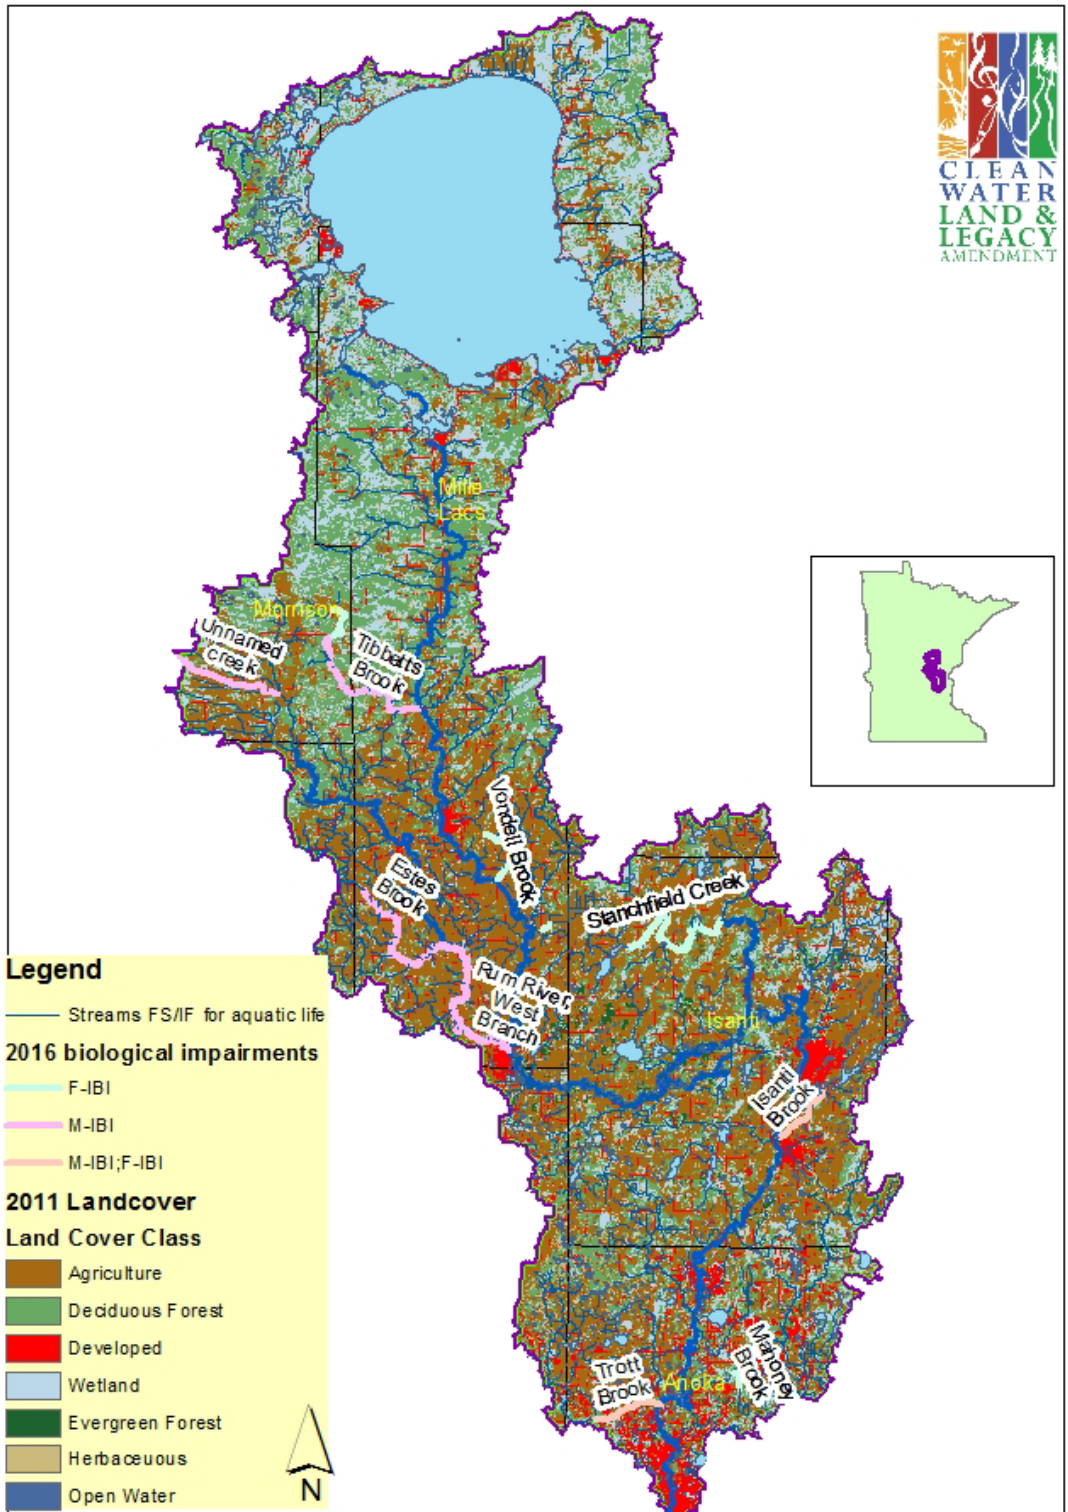 CLEAN
WATER
LAND &
LEGACY
AMENDMENT
Mille
Lacs
Morrison
Unnamed
creek
Tibbetts
Brook
Vondell Brook
Estes
Brook
Stanchfield Creek
Rum River,
West
Branch
Isanti
Isanti
Brook
Mahoney
Brook
Trott
Brook
Anoka
Legend
Streams FS/IF for aquatic life
2016 biological impairments
F-IBI
M-IBI
M-IBI;F-IBI
2011 Landcover
Land Cover Class
Agriculture
Deciduous Forest
Developed
Wetland
Evergreen Forest
Herbaceuous
Open Water
N